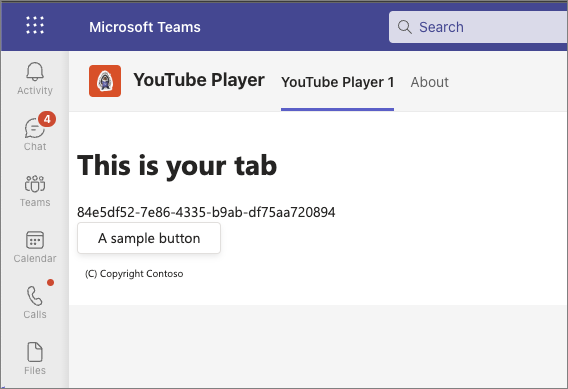 Microsoft Teams
Search
Activity
4
Chat
Teams
Calendar
Calls
Files
YouTube Player
YouTube Player 1
About
This is your tab
84e5df52-7e86-4335-b9ab-df75aa720894
A sample button
(C) Copyright Contoso